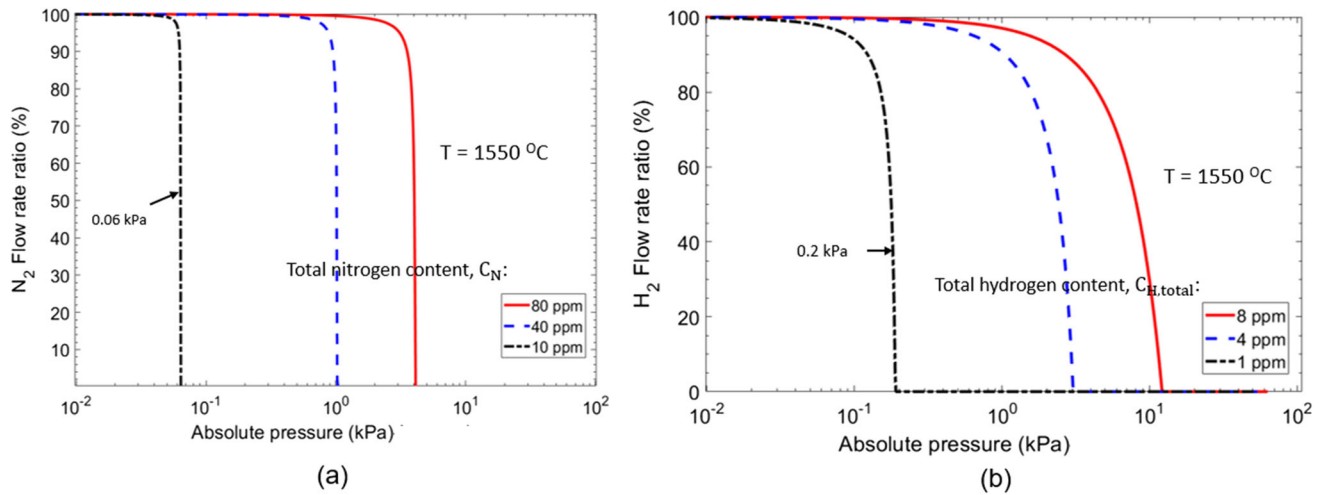 100
90
80
70
60
50
40
30
20
10
N2 Flow rate ratio (%)
0.06 kPa
T = 1550 ᴼC
Total nitrogen content, CN:
80 ppm
40 ppm
10 ppm
10-2 10-1 100 101 102
Absolute pressure (kPa)
(a)
100
80
60
40
20
0
H2 Flow rate ratio (%)
T = 1550 ᴼC
0.2 kPa
Total hydrogen content, CH,total:
8 ppm
4 ppm
1 ppm
10-2 10-1 100 101 102
Absolute pressure (kPa)
(b)